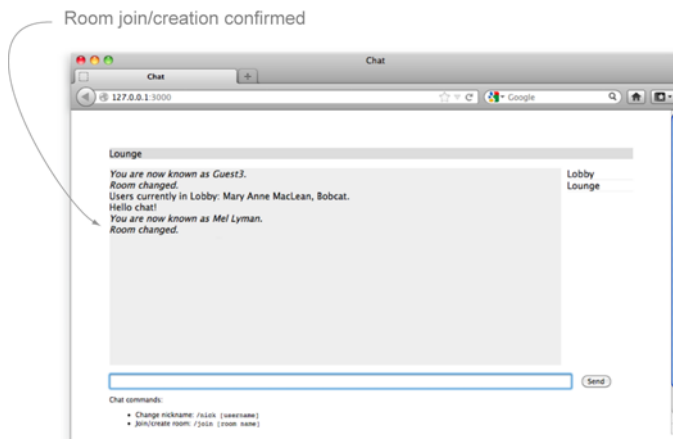 Room join/creation confirmed
Chat
Chat
127.0.0.1:3000
Google
Lounge
You are now known as Guest3.
Room changed.
Users currently in Lobby: Mary Anne MacLean, Bobcat.
Hello chat!
You are now known as Mel Lyman.
Room changed.
Lobby
Lounge
Send
Chat commands:
• Change nickname: /nick [username]
• Join/create room: /join [room name]